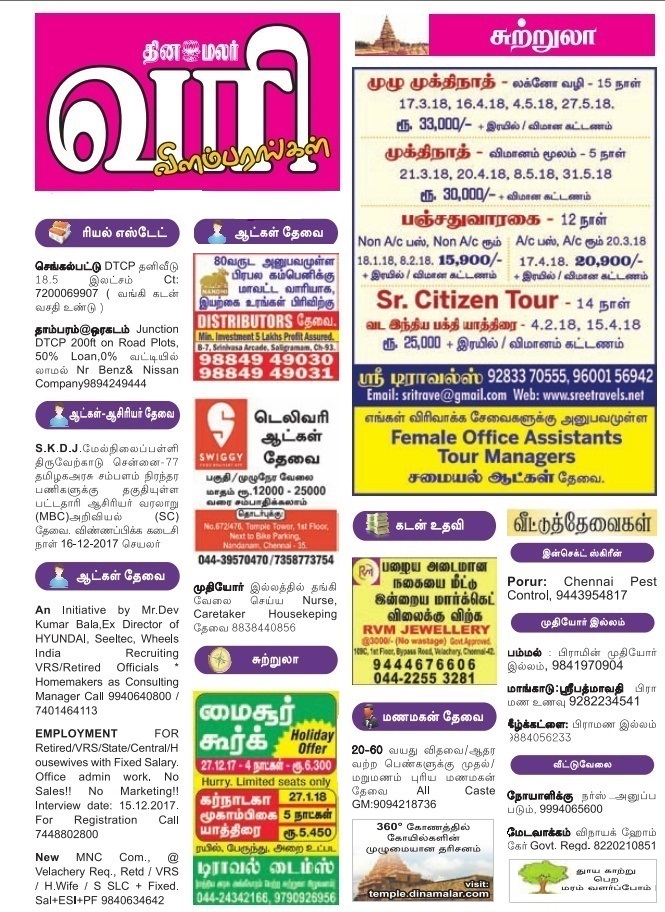 தினமலர்
வரி
விளம்பரங்கள்
ரியல் எஸ்டேட்
செங்கல்பட்டு DTCP தனிவீடு
18.5 இலட்சம் Ct:
7200069907 ( வங்கி கடன்
வசதி உண்டு )
தாம்பரம்@ஒரகடம் Junction
DTCP 200ft on Road Plots,
50% Loan,0% வட்டியில்
லாமல் Nr Benz& Nissan
Company9894249444
ஆட்கள்-ஆசிரியர் தேவை
S.K.D.J.மேல்நிலைப்பள்ளி
திருவேற்காடு சென்னை-77
தமிழகஅரசு சம்பளம் நிரந்தர
பணிகளுக்கு தகுதியுள்ள
பட்டதாரி ஆசிரியர் வரலாறு
(MBC)அறிவியல் (SC)
தேவை. விண்ணப்பிக்க கடைசி
நாள் 16-12-2017 செயலர்
ஆட்கள் தேவை
An Initiative by Mr.Dev
Kumar Bala,Ex Director of
HYUNDAI, Seeltec, Wheels
India Recruiting
VRS/Retired Officials *
Homemakers as Consulting
Manager Call 9940640800 /
7401464113
EMPLOYMENT FOR
Retired/VRS/State/Central/H
ousewives with Fixed Salary.
Office admin work. No
Sales!! No Marketing!!
Interview date: 15.12.2017.
For Registration Call
7448802800
New MNC Com., @
Velachery Req., Retd / VRS
/ H.Wife / S SLC + Fixed.
Sal+ESI+PF 9840634642
ஆட்கள் தேவை
NANDHI
80வருட அனுபவமுள்ள
பிரபல கம்பெனிக்கு
மாவட்ட வாரியாக,
இயற்கை உரங்கள் பிரிவிற்கு
DISTRIBUTORS தேவை.
Min. Investment 5 Lakhs Profit Assured.
B-7, Srinivasa Arcade, Saligramam, Ch-93.
98849 49030
98849 49031
SWIGGY
டெலிவரி
ஆட்கள்
தேவை
பகுதி/முழுநேர வேலை
மாதம் ரூ.12000 - 25000
வரை சம்பாதிக்கலாம்
தொடர்புக்கு:
No.672/476, Temple Tower, 1st Floor,
Next to Bike Parking,
Nandanam, Chennai - 35.
044-39570470/7358773754
முதியோர் இல்லத்தில் தங்கி
வேலை செய்ய Nurse,
Caretaker Housekeping
தேவை 8838440856
சுற்றுலா
மைசூர்
கூர்க்
Holiday
Offer
27.12.17 - 4 நாட்கள் - ரூ.6,300
Hurry. Limited seats only
கர்நாடகா
மூகாம்பிகை
யாத்திரை
27.1.18
5 நாட்கள்
ரூ.5.450
ரயில், பேருந்து, அறை உட்பட
டிராவல் டைம்ஸ்
044-24342166, 9790926956
சுற்றுலா
முழு முக்திநாத் - லக்னோ வழி - 15 நாள்
17.3.18, 16.4.18, 4.5.18, 27.5.18.
ரூ. 33,000/- + இரயில் / விமான கட்டணம்
முக்திநாத் - விமானம் மூலம் - 5 நாள்
21.3.18, 20.4.18, 8.5.18, 31.5.18
ரூ. 30,000/- + விமான கட்டணம்
பஞ்சதுவாரகை - 12 நாள்
Non A/c பஸ், Non A/c ரூம்
18.1.18, 8.2.18. 15,900/-
+ இரயில்/ விமான கட்டணம்
A/c பஸ், A/c ரூம் 20.3.18
17.4.18. 20,900/-
+ இரயில்/ விமான கட்டணம்
Sr. Citizen Tour - 14 நாள்
வட இந்திய பக்தி யாத்திரை - 4.2.18, 15.4.18
ரூ. 25,000 + இரயில் / விமானம் கட்டணம்
ஸ்ரீ டிராவல்ஸ் 92833 70555, 96001 56942
Email: sritrave@gmail.com Web: www.sreetravels.net
எங்கள் விரிவாக்க சேவைகளுக்கு அனுபவமுள்ள
Female Office Assistants
Tour Managers
சமையல் ஆட்கள் தேவை.
கடன் உதவி
பழைய அடைமான
நகையை மீட்டு
இன்றைய மார்க்கெட்
விலைக்கு விற்க
RVM JEWELLERY
@3000/- (No wastage) Govt.Approved.
109C, 1st Floor, Bypass Road, Velachery, Chennai-42.
9444676606
044-2255 3281
மணமகன் தேவை
20-60 வயது விதவை/ஆதர
வற்ற பெண்களுக்கு முதல்/
மறுமணம் புரிய மணமகன்
தேவை All Caste
GM:9094218736
360° கோணத்தில்
கோயில்களின்
முழுமையான தரிசனம்
visit:
temple.dinamalar.com
வீட்டுத்தேவைகள்
இன்செக்ட் ஸ்கிரீன்
Porur: Chennai Pest
Control, 9443954817
முதியோர் இல்லம்
பம்மல் : பிராமின் முதியோர்
இல்லம், 9841970904
மாங்காடு:ஸ்ரீபத்மாவதி பிரா
மண உணவு 9282234541
கீழ்க்கட்டளை: பிராமண இல்லம்
9884056233
வீட்டுவேலை
நோயாளிக்கு நர்ஸ் அனுப்ப
படும், 9994065600
மேடவாக்கம் விநாயக் ஹோம்
கேர் Govt. Regd. 8220210851
தூய காற்று
பெற
மரம் வளர்ப்போம் !